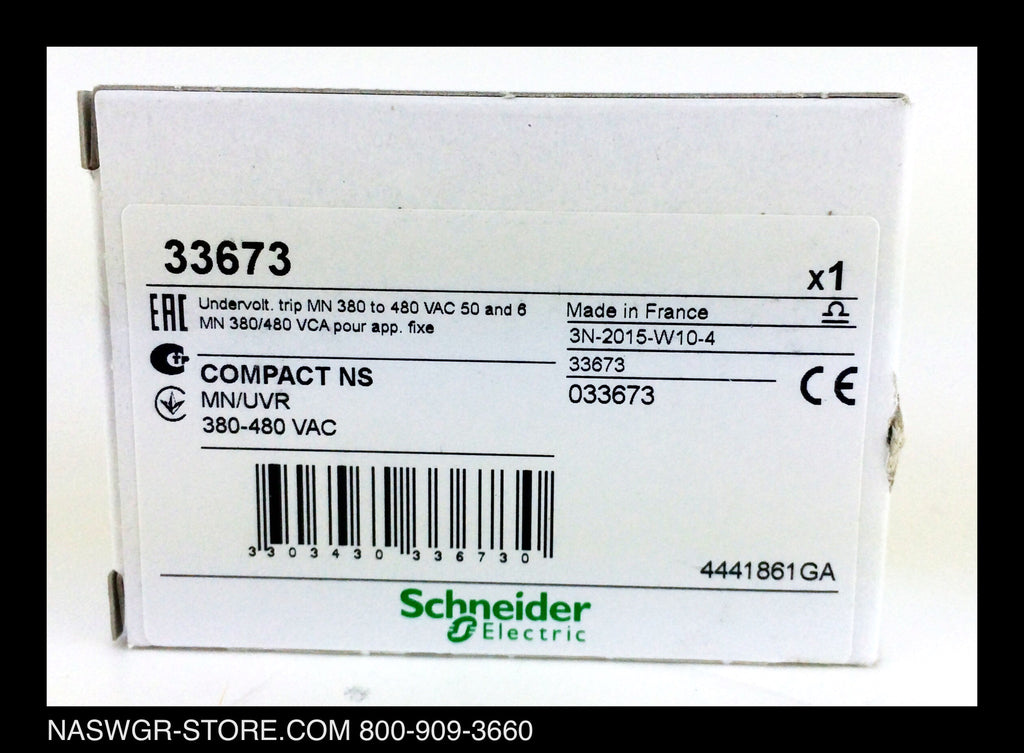 33673
x1
EAC
Undervolt. trip MN 380 to 480 VAC 50 and 6
MN 380/480 VCA pour app. fixe
Made in France
3N-2015-W10-4
33673
033673
CE
COMPACT NS
MN/UVR
380-480 VAC
3 303430 336730
4441861GA
Schneider
Electric
NASWGR-STORE.COM 800-909-3660